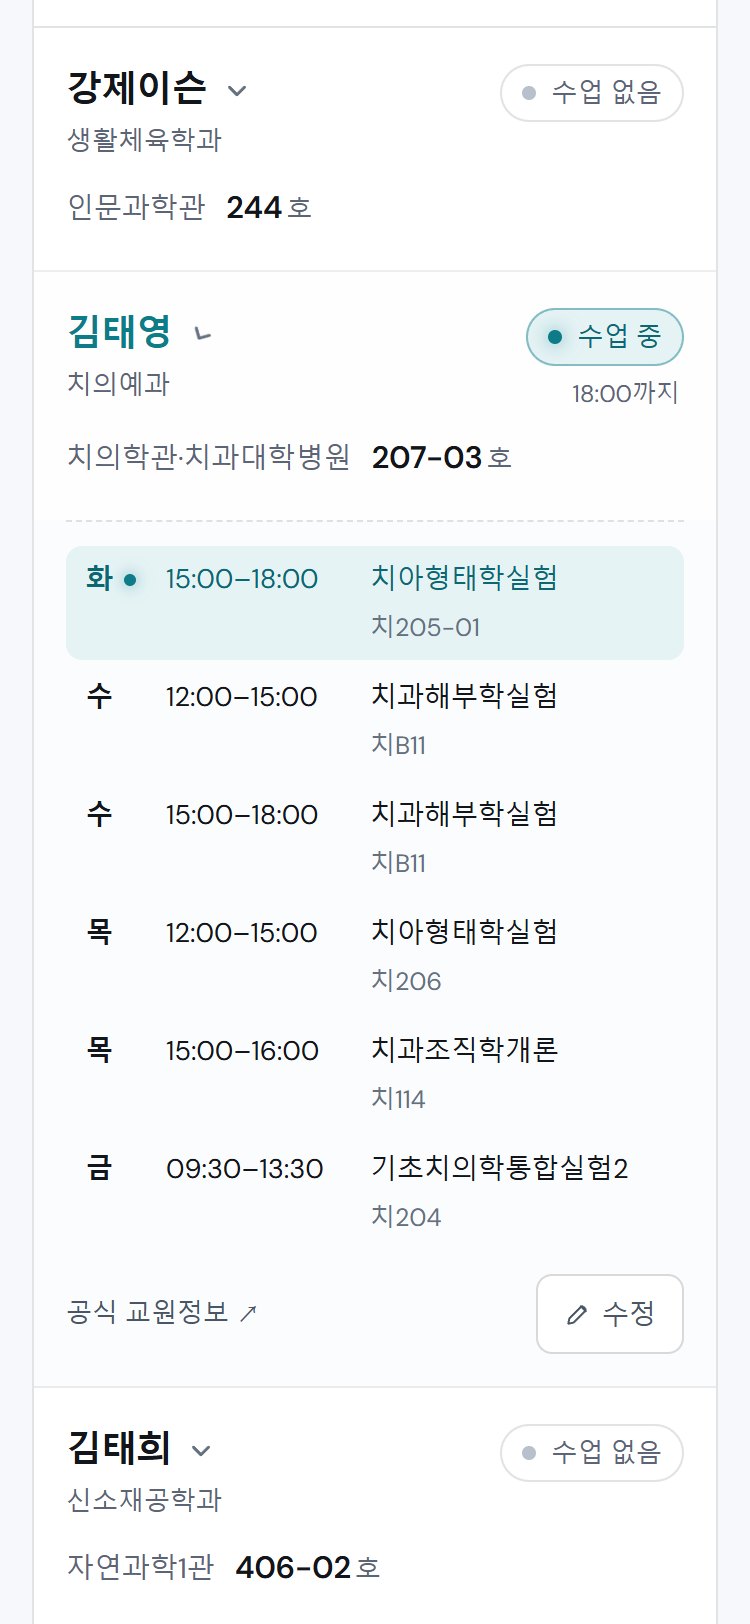 강제이슨
수업 없음
생활체육학과
인문과학관 244 호
김태영
수업 중
치의예과
18:00까지
치의학관·치과대학병원 207-03 호
화 15:00–18:00 치아형태학실험
치205-01
수 12:00–15:00 치과해부학실험
치B11
수 15:00–18:00 치과해부학실험
치B11
목 12:00–15:00 치아형태학실험
치206
목 15:00–16:00 치과조직학개론
치114
금 09:30–13:30 기초치의학통합실험2
치204
공식 교원정보 ↗
수정
김태희
수업 없음
신소재공학과
자연과학1관 406-02 호